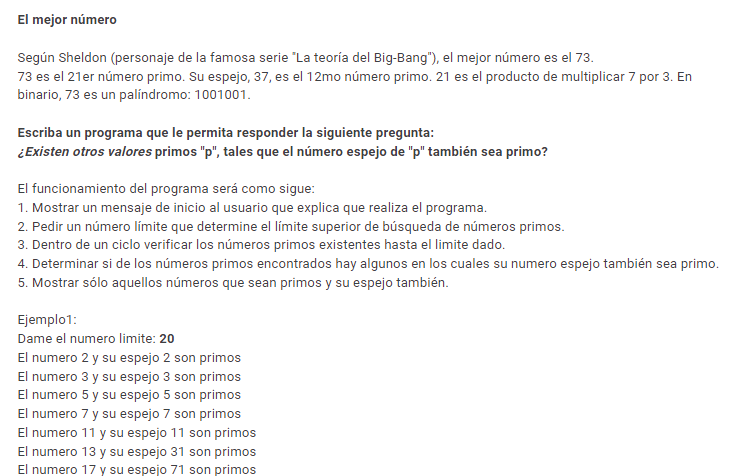 El mejor número
Según Sheldon (personaje de la famosa serie "La teoría del Big-Bang"), el mejor número es el 73.
73 es el 21er número primo. Su espejo, 37, es el 12mo número primo. 21 es el producto de multiplicar 7 por 3. En
binario, 73 es un palíndromo: 1001001.
Escriba un programa que le permita responder la siguiente pregunta:
¿Existen otros valores primos "p", tales que el número espejo de "p" también sea primo?
El funcionamiento del programa será como sigue:
1. Mostrar un mensaje de inicio al usuario que explica que realiza el programa.
2. Pedir un número límite que determine el límite superior de búsqueda de números primos.
3. Dentro de un ciclo verificar los números primos existentes hasta el limite dado.
4. Determinar si de los números primos encontrados hay algunos en los cuales su numero espejo también sea primo.
5. Mostrar sólo aquellos números que sean primos y su espejo también.
Ejemplo1:
Dame el numero limite: 20
El numero 2 y su espejo 2 son primos
El numero 3 y su espejo 3 son primos
El numero 5 y su espejo 5 son primos
El numero 7 y su espejo 7 son primos
El numero 11 y su espejo 11 son primos
El numero 13 y su espejo 31 son primos
El numero 17 y su espejo 71 son primos